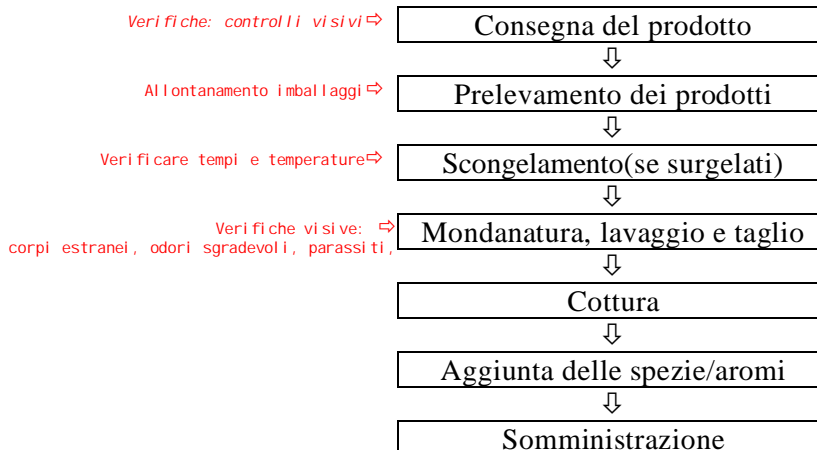 Verifiche: controlli visivi⇨ Consegna del prodotto
Allontanamento imballaggi⇨ Prelevamento dei prodotti
Verificare tempi e temperature⇨ Scongelamento(se surgelati)
Verifiche visive: ⇨ Mondanatura, lavaggio e taglio
corpi estranei, odori sgradevoli, parassiti,
Cottura
Aggiunta delle spezie/aromi
Somministrazione